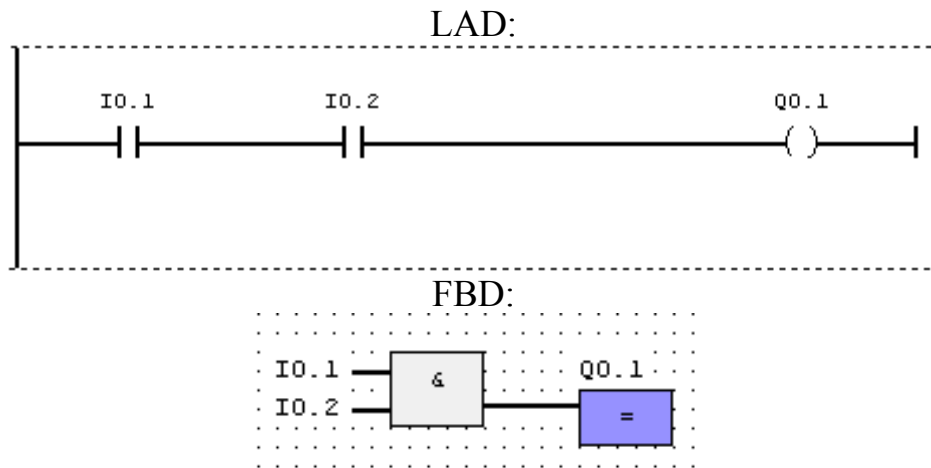 LAD:
I0.1 I0.2 Q0.1
( )
FBD:
I0.1 & Q0.1
I0.2 =